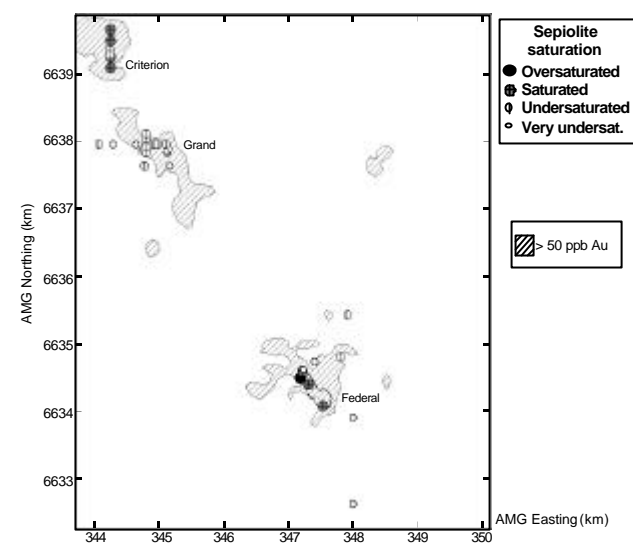 Sepiolite
saturation
Oversaturated
Saturated
Undersaturated
Very undersat.
> 50 ppb Au
AMG Northing (km)
6639
6638
6637
6636
6635
6634
6633
Criterion
Grand
Federal
344
345
346
347
348
349
350
AMG Easting (km)